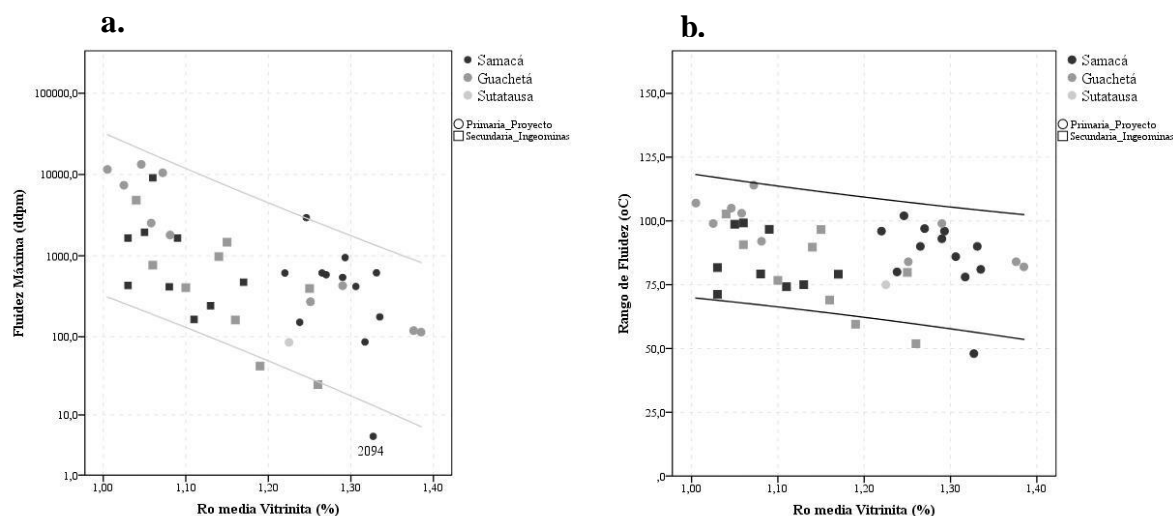 a.
Samacá
Guachetá
Sutatausa
Primaria_Proyecto
Secundaria_Ingeominas
Fluidez Máxima (ddpm)
100000,0
10000,0
1000,0
100,0
10,0
1,0
2094
1,00
1,10
1,20
1,30
1,40
Ro media Vitrinita (%)
b.
Samacá
Guachetá
Sutatausa
Primaria_Proyecto
Secundaria_Ingeominas
Rango de Fluidez (oC)
150,0
125,0
100,0
75,0
50,0
25,0
,0
1,00
1,10
1,20
1,30
1,40
Ro media Vitrinita (%)